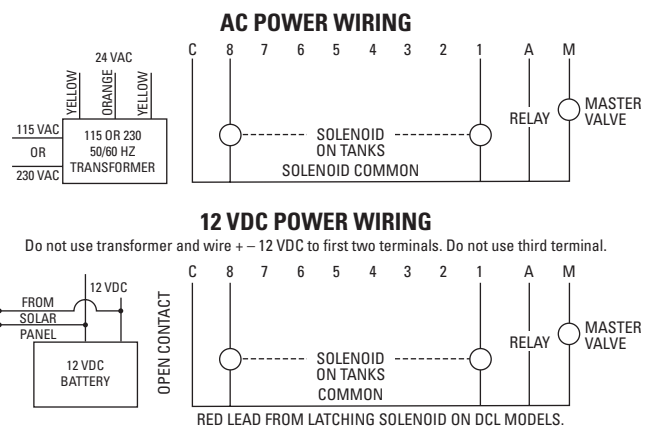 AC POWER WIRING
24 VAC
YELLOW
ORANGE
YELLOW
115 VAC
OR
230 VAC
115 OR 230
50/60 HZ
TRANSFORMER
C 8 7 6 5 4 3 2 1 A M
SOLENOID
ON TANKS
SOLENOID COMMON
RELAY
MASTER
VALVE
12 VDC POWER WIRING
Do not use transformer and wire + – 12 VDC to first two terminals. Do not use third terminal.
12 VDC
FROM
SOLAR
PANEL
12 VDC
BATTERY
OPEN CONTACT
C 8 7 6 5 4 3 2 1 A M
SOLENOID
ON TANKS
COMMON
RELAY
MASTER
VALVE
RED LEAD FROM LATCHING SOLENOID ON DCL MODELS.